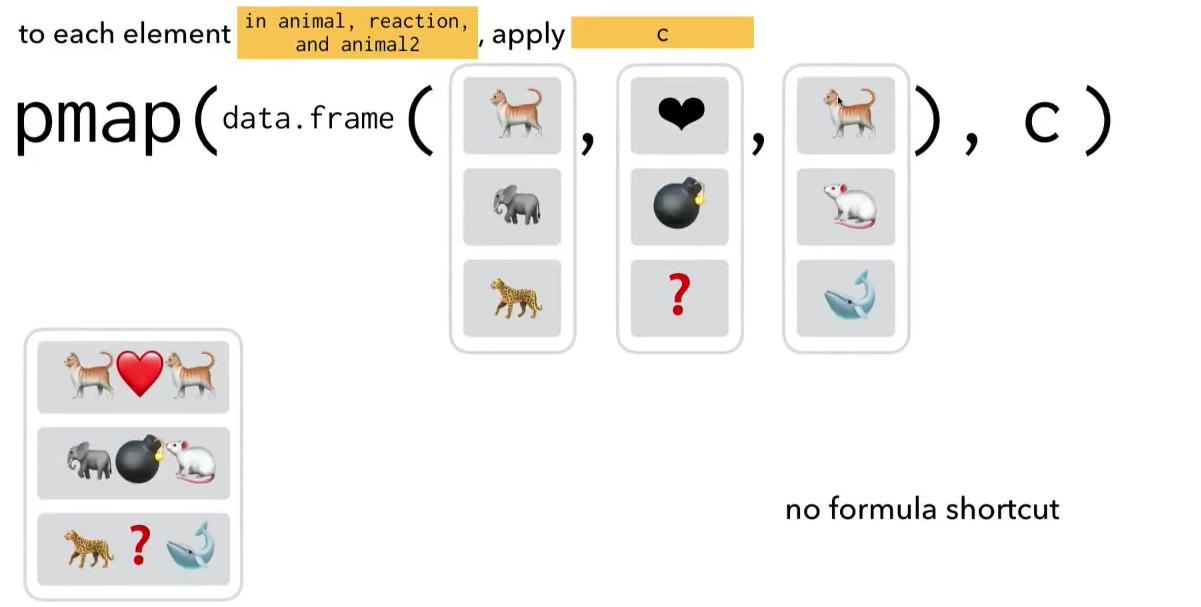 to each element in animal, reaction, and animal2 , apply c
pmap(data.frame( , , ), c)
?
?
no formula shortcut